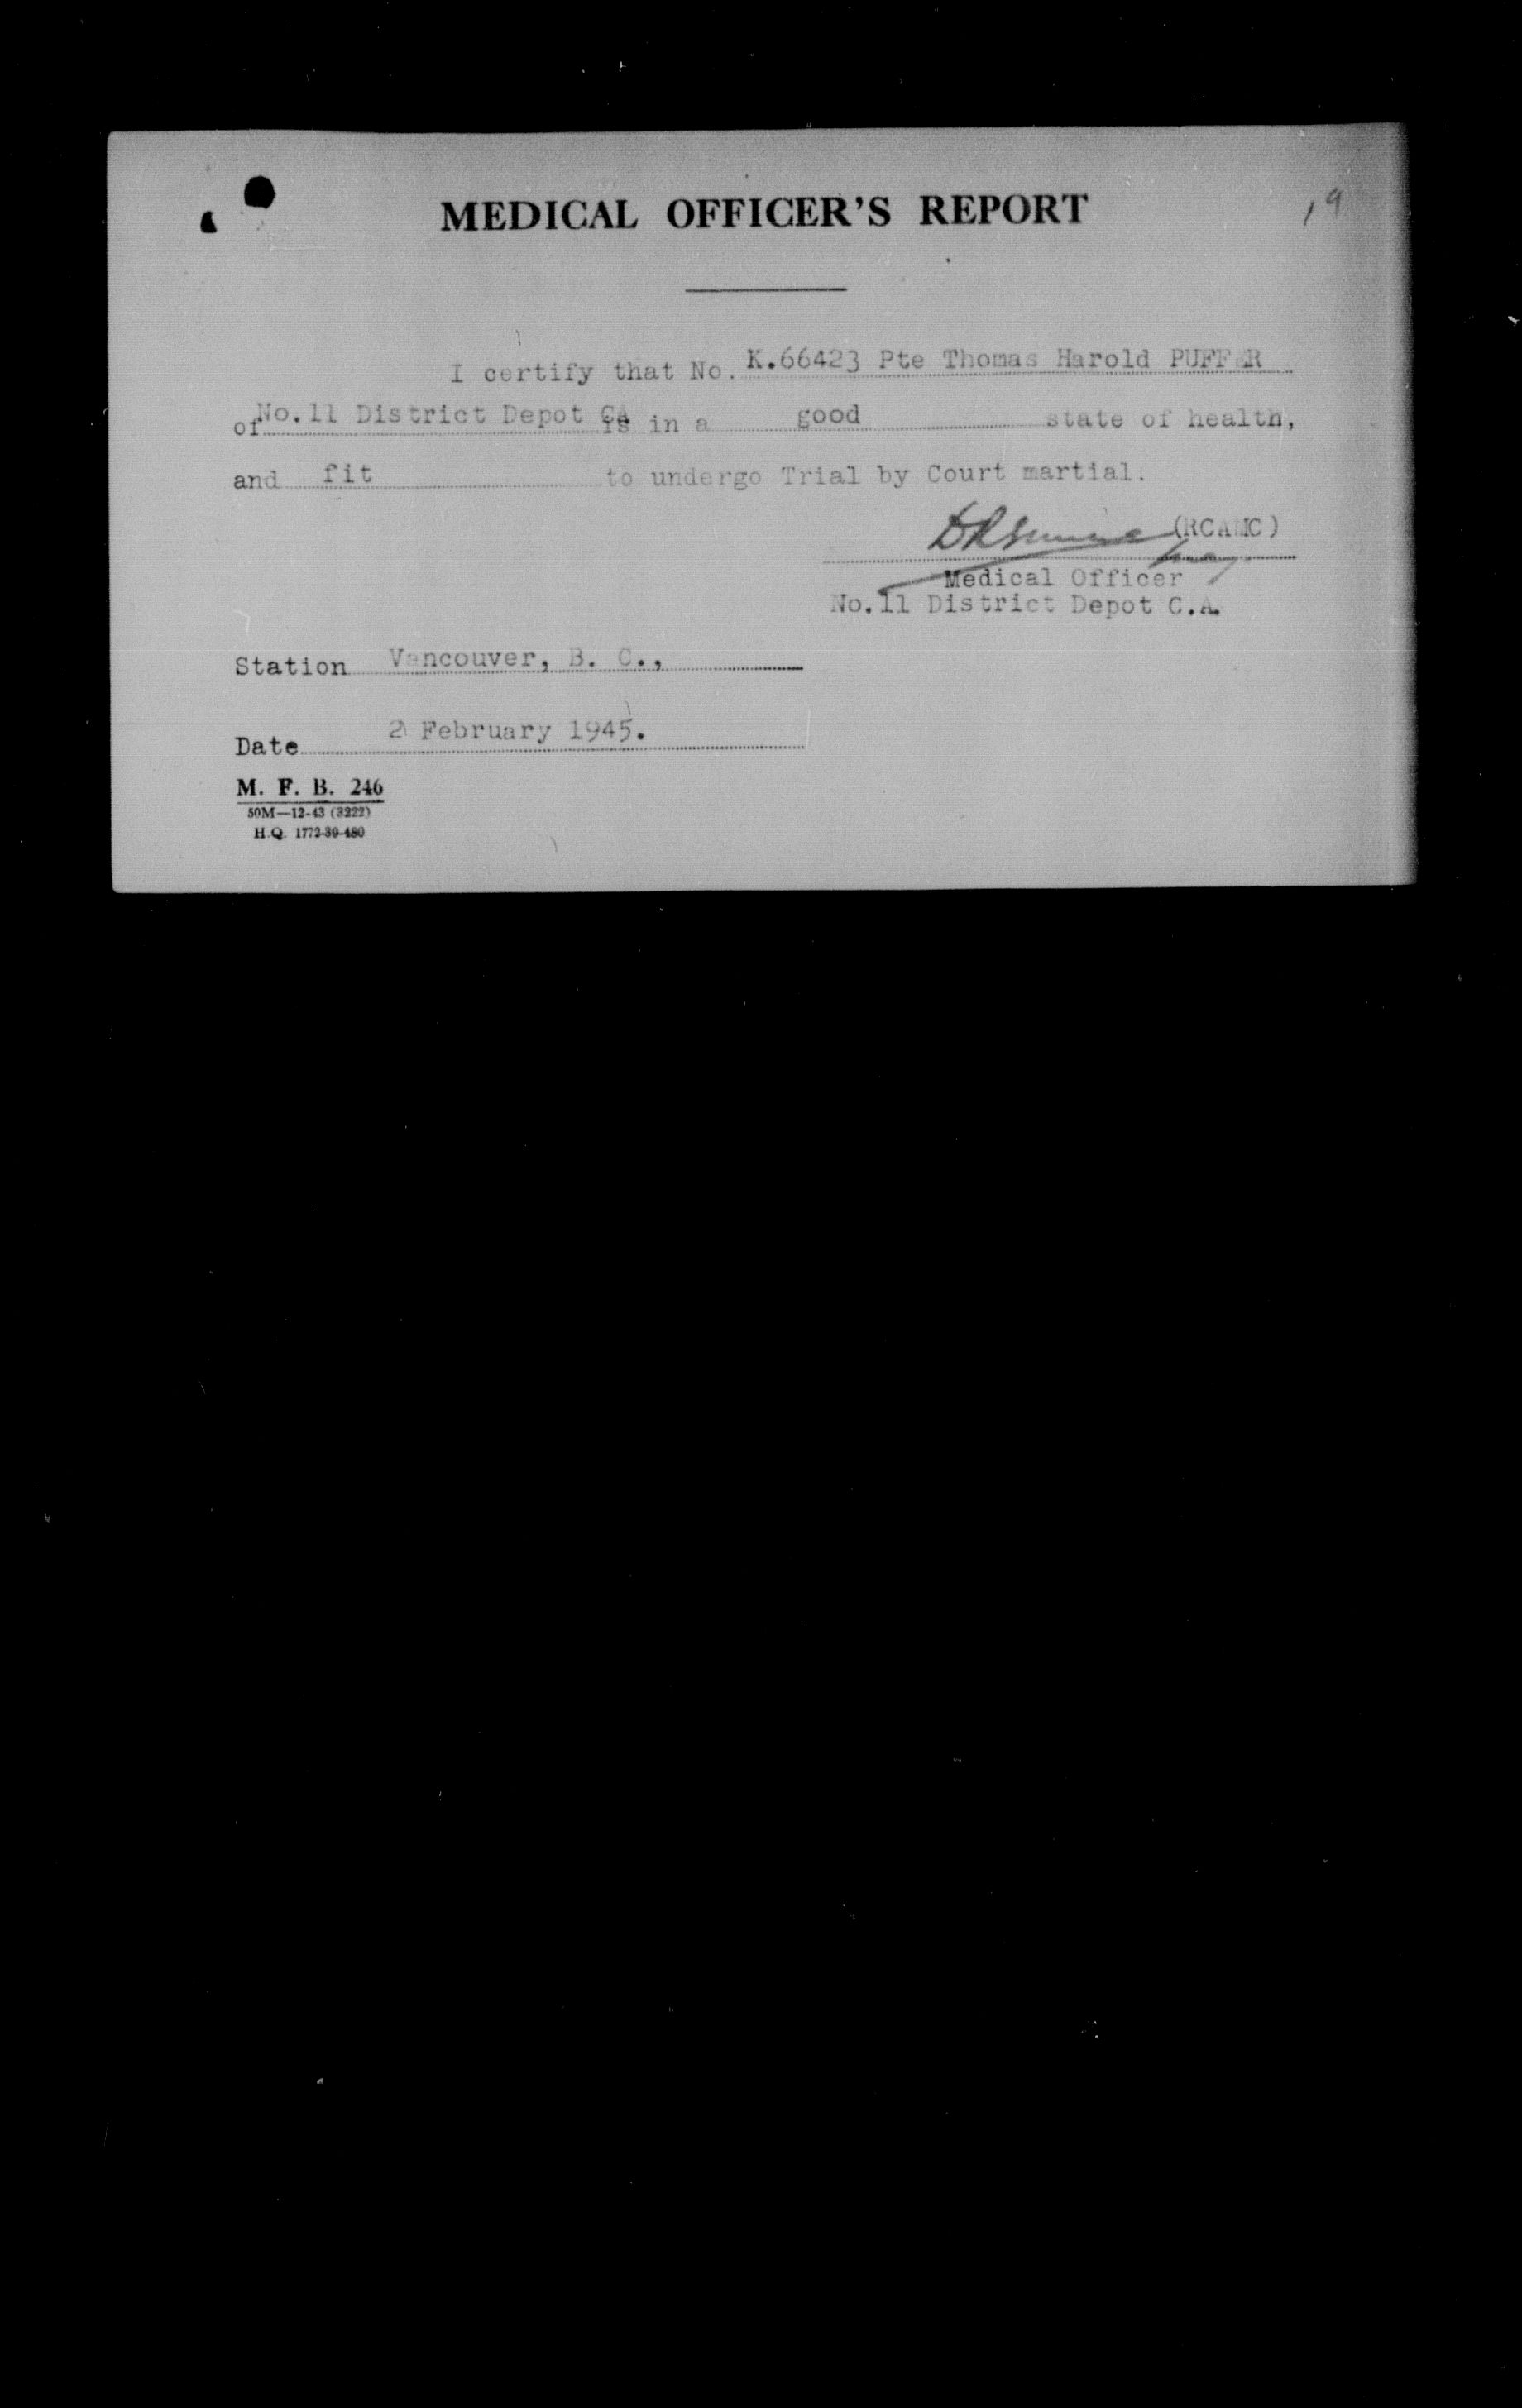 19
MEDICAL OFFICER'S REPORT
I certify that No. K.66423 Pte Thomas Harold PUFFER
of No.11 District Depot CA is in a good state of health,
and fit to undergo Trial by Court martial.
(RCAMC)
Medical Officer
No.11 District Depot C.A.
Station Vancouver, B. C.,
Date 2 February 1945.
M. F. B. 246
50M—12-43 (3222)
H.Q. 1772-39-480